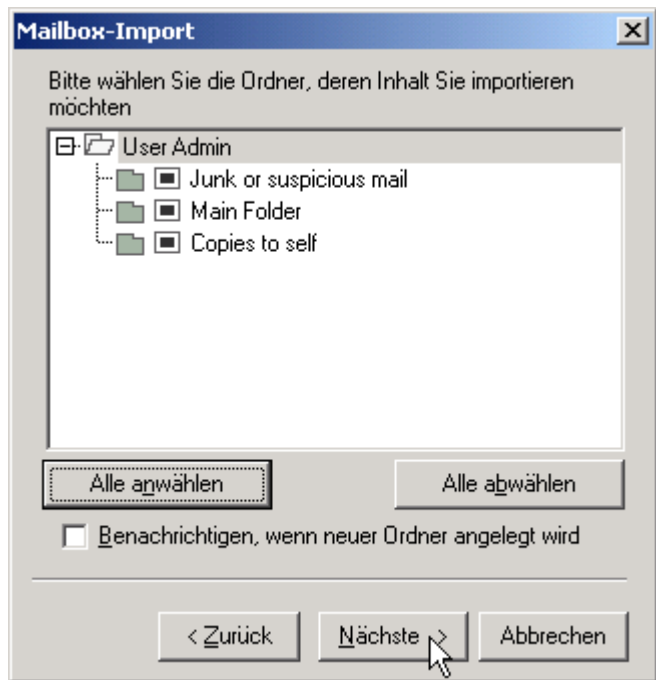 Mailbox-Import
Bitte wählen Sie die Ordner, deren Inhalt Sie importieren
möchten
User Admin
Junk or suspicious mail
Main Folder
Copies to self
Alle anwählen Alle abwählen
Benachrichtigen, wenn neuer Ordner angelegt wird
< Zurück Nächste > Abbrechen